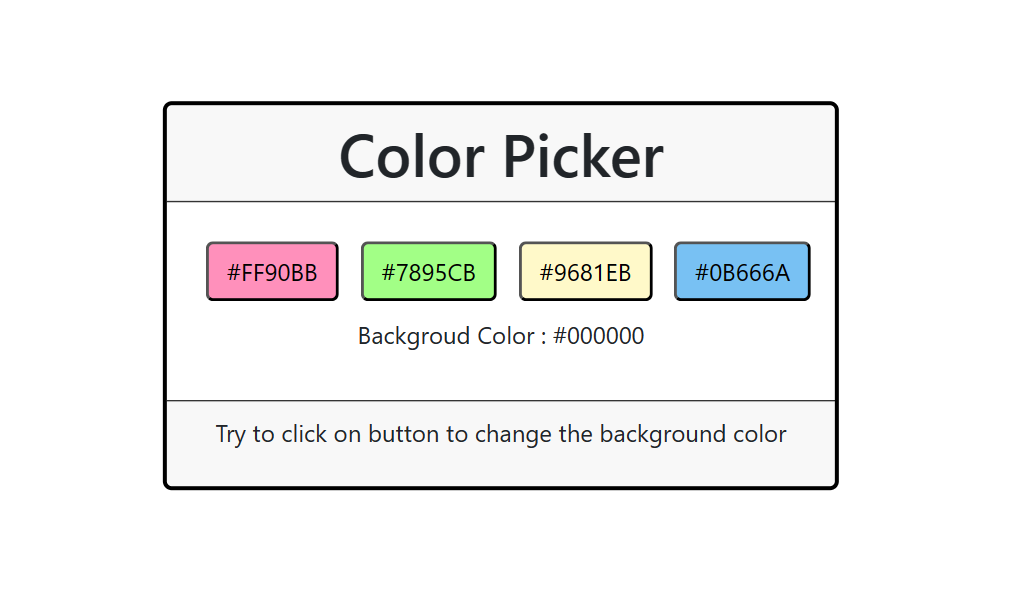 Color Picker
#FF90BB #7895CB #9681EB #0B666A
Backgroud Color : #000000
Try to click on button to change the background color